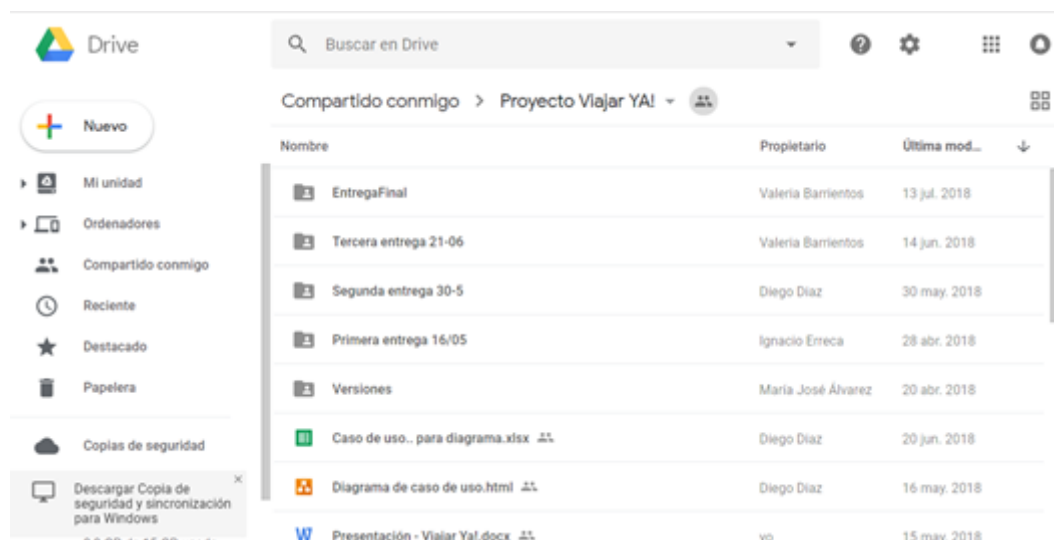 Drive
Buscar en Drive
Compartido conmigo > Proyecto Viajar YA!
Nuevo
Nombre Propietario Última mod...
Mi unidad
Ordenadores
Compartido conmigo
Reciente
Destacado
Papelera
Copias de seguridad
Descargar Copia de
seguridad y sincronización
para Windows
EntregaFinal Valeria Barrientos 13 jul. 2018
Tercera entrega 21-06 Valeria Barrientos 14 jun. 2018
Segunda entrega 30-5 Diego Diaz 30 may. 2018
Primera entrega 16/05 Ignacio Erreca 28 abr. 2018
Versiones María José Álvarez 20 abr. 2018
Caso de uso.. para diagrama.xlsx Diego Diaz 20 jun. 2018
Diagrama de caso de uso.html Diego Diaz 16 may. 2018
Presentación - Viajar Ya!.docx yo 15 may. 2018